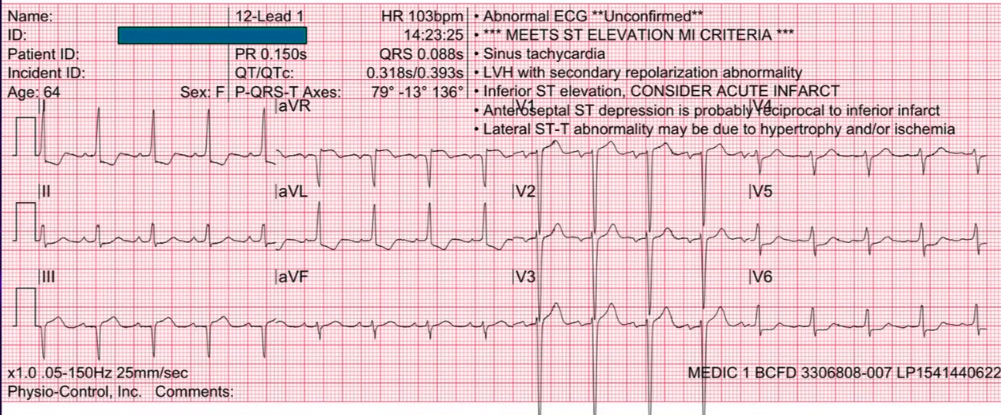 Name: 12-Lead 1 HR 103bpm • Abnormal ECG **Unconfirmed**
ID: 14:23:25 • *** MEETS ST ELEVATION MI CRITERIA ***
Patient ID: PR 0.150s QRS 0.088s • Sinus tachycardia
Incident ID: QT/QTc: 0.318s/0.393s • LVH with secondary repolarization abnormality
Age: 64 Sex: F P-QRS-T Axes: 79° -13° 136° • Inferior ST elevation, CONSIDER ACUTE INFARCT
• Anteroseptal ST depression is probably reciprocal to inferior infarct
• Lateral ST-T abnormality may be due to hypertrophy and/or ischemia
I aVR V1 V4
II aVL V2 V5
III aVF V3 V6
x1.0 .05-150Hz 25mm/sec MEDIC 1 BCFD 3306808-007 LP1541440622
Physio-Control, Inc. Comments: